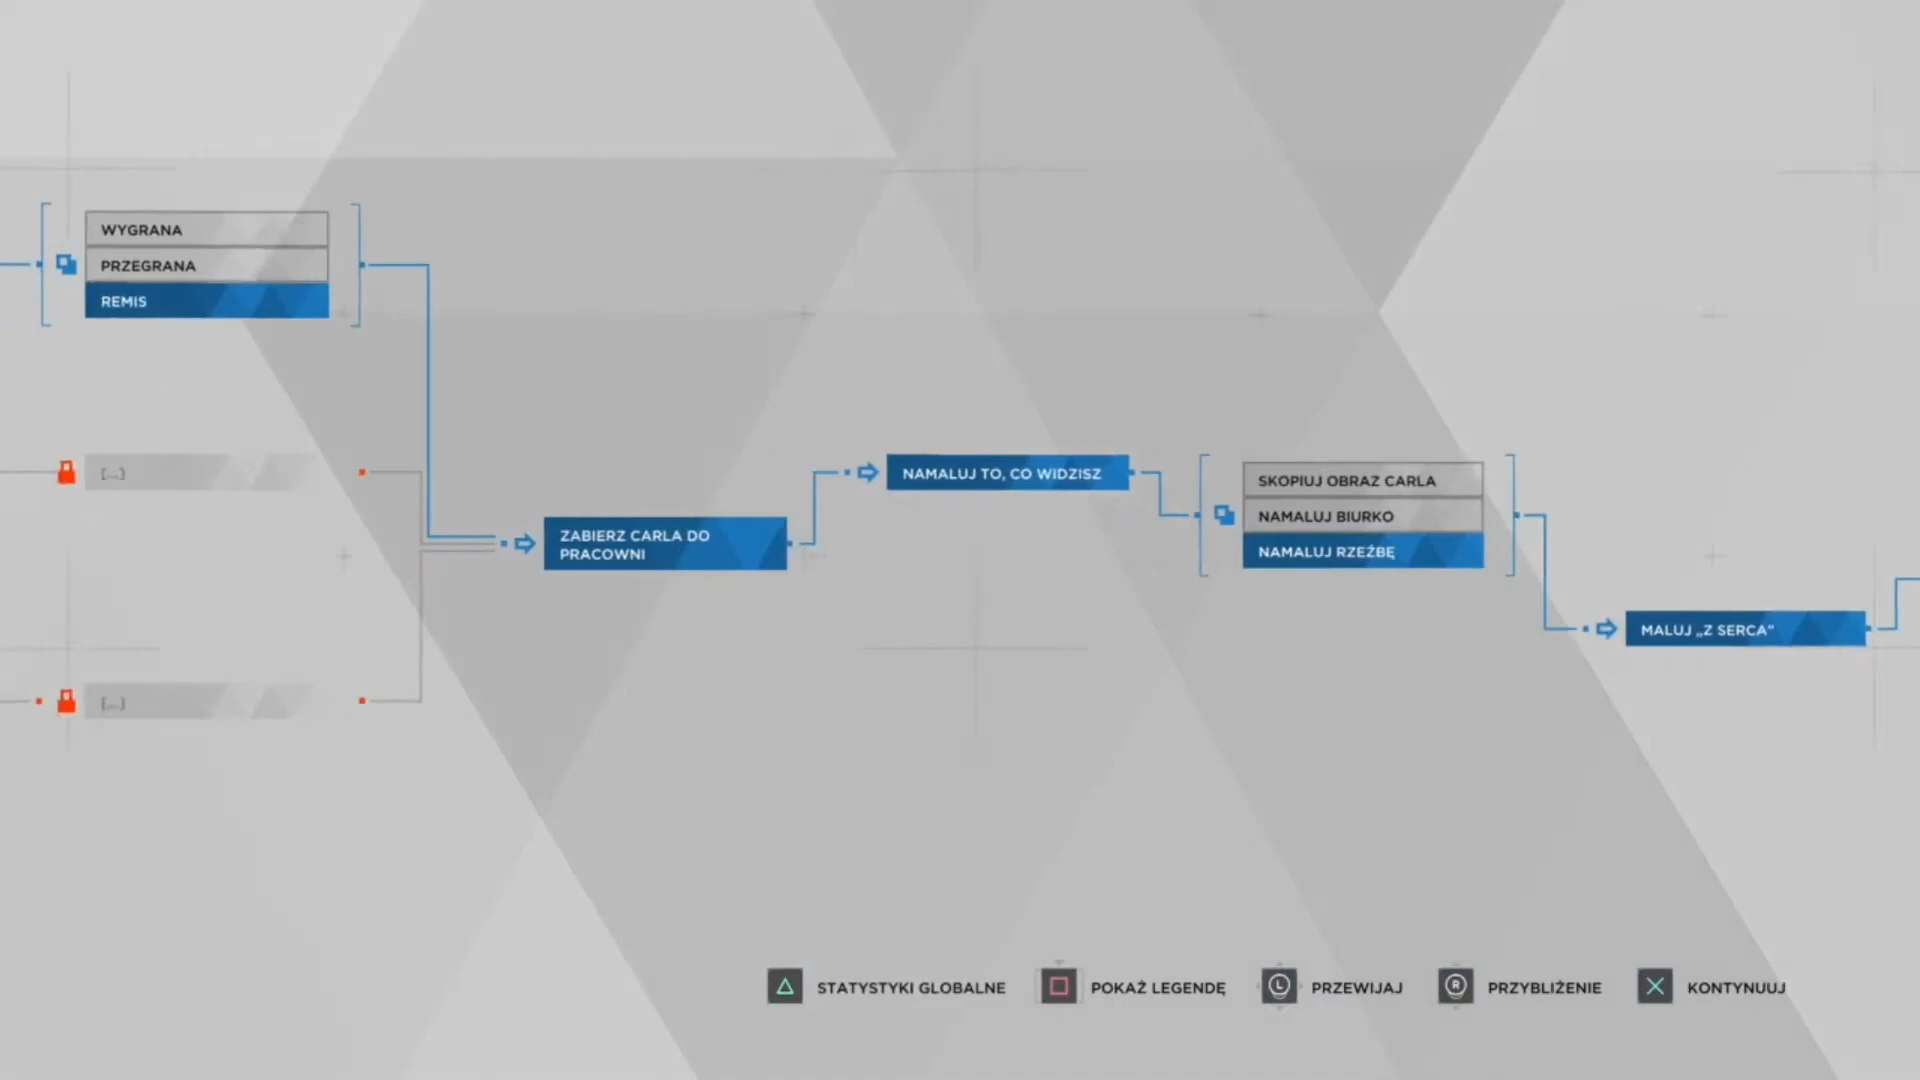 WYGRANA
PRZEGRANA
REMIS
[...]
[...]
ZABIERZ CARLA DO
PRACOWNI
NAMALUJ TO, CO WIDZISZ
SKOPIUJ OBRAZ CARLA
NAMALUJ BIURKO
NAMALUJ RZEŹBĘ
MALUJ „Z SERCA”
STATYSTYKI GLOBALNE
POKAŻ LEGENDĘ
L PRZEWIJAJ
R PRZYBLIŻENIE
KONTYNUUJ